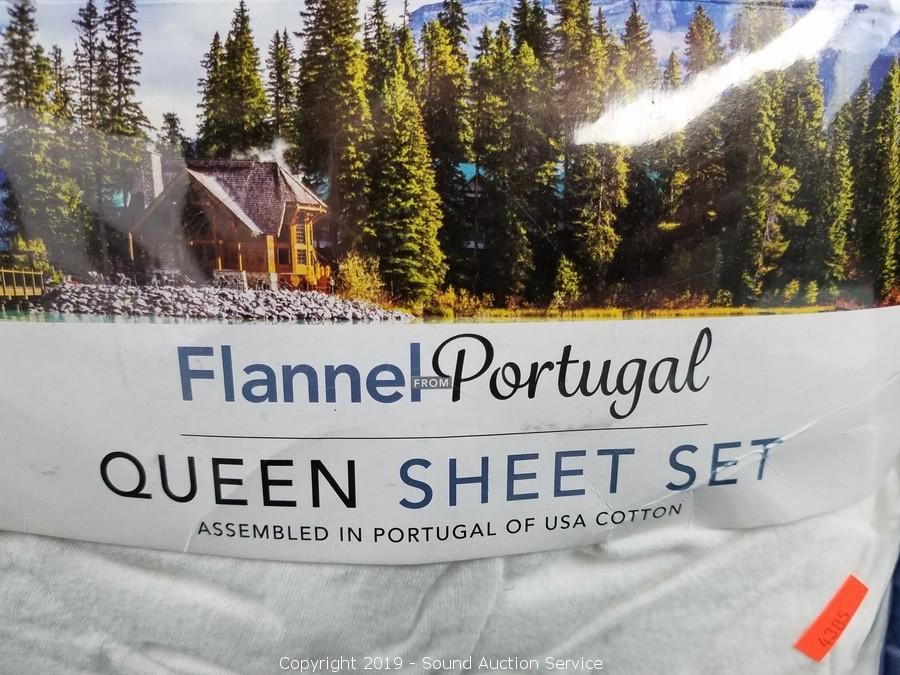 Flannel FROM Portugal
QUEEN SHEET SET
ASSEMBLED IN PORTUGAL OF USA COTTON
4385
Copyright 2019 - Sound Auction Service